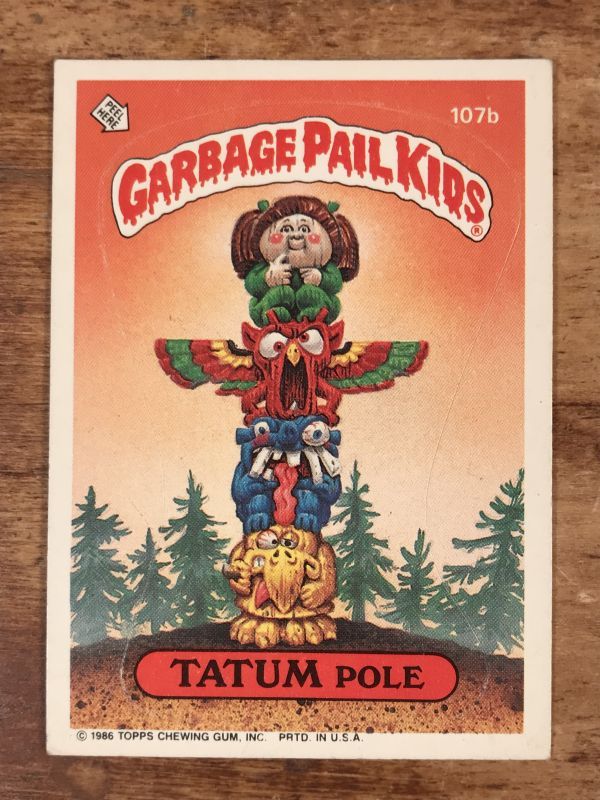 PEEL HERE
107b
GARBAGE PAIL KIDS ®
TATUM POLE
© 1986 TOPPS CHEWING GUM, INC. PRTD. IN U.S.A.